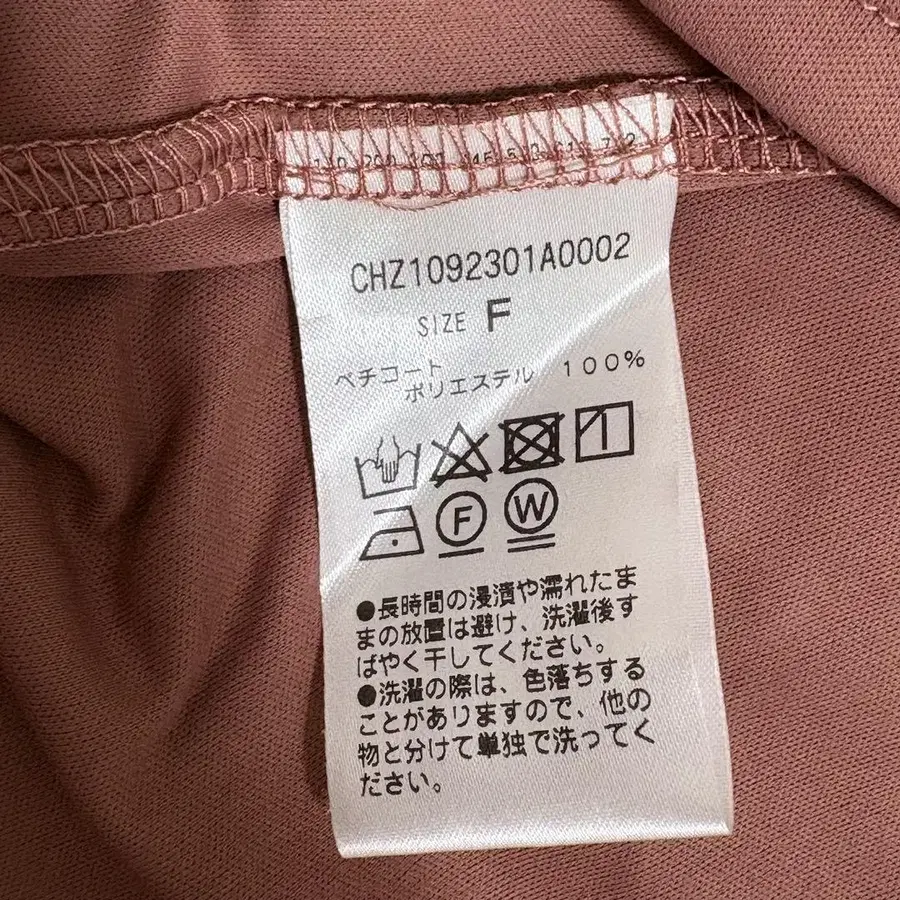 CHZ1092301A0002
SIZE F
ペチコート
ポリエステル 100%
F W
●長時間の浸漬や濡れたま
まの放置は避け、洗濯後す
ばやく干してください。
●洗濯の際は、色落ちする
ことがありますので、他の
物と分けて単独で洗ってく
ださい。